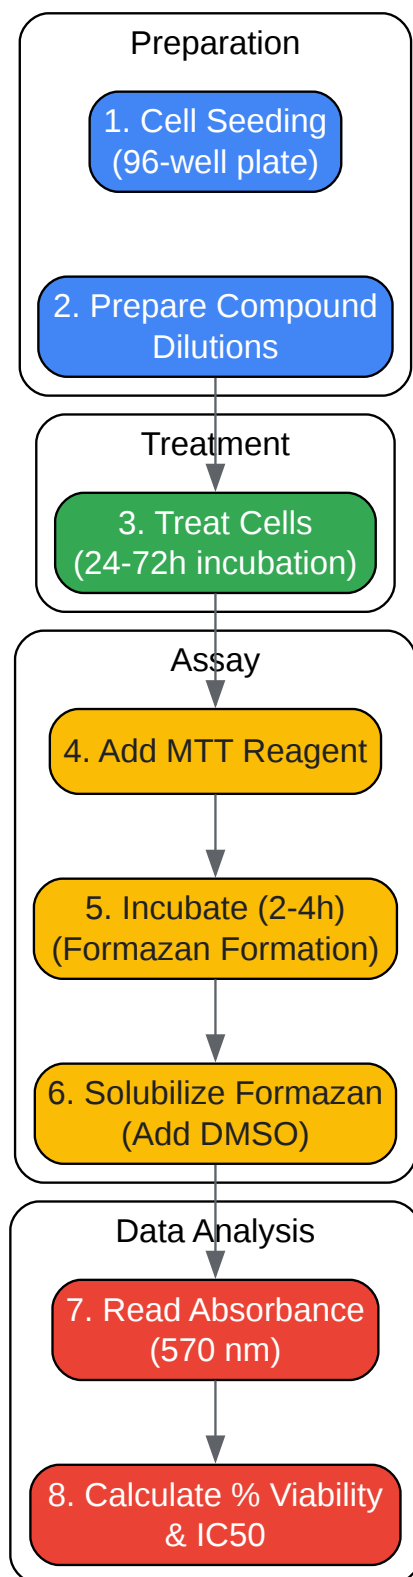 Preparation
1. Cell Seeding
(96-well plate)
2. Prepare Compound
Dilutions
Treatment
3. Treat Cells
(24-72h incubation)
Assay
4. Add MTT Reagent
5. Incubate (2-4h)
(Formazan Formation)
6. Solubilize Formazan
(Add DMSO)
Data Analysis
7. Read Absorbance
(570 nm)
8. Calculate % Viability
& IC50